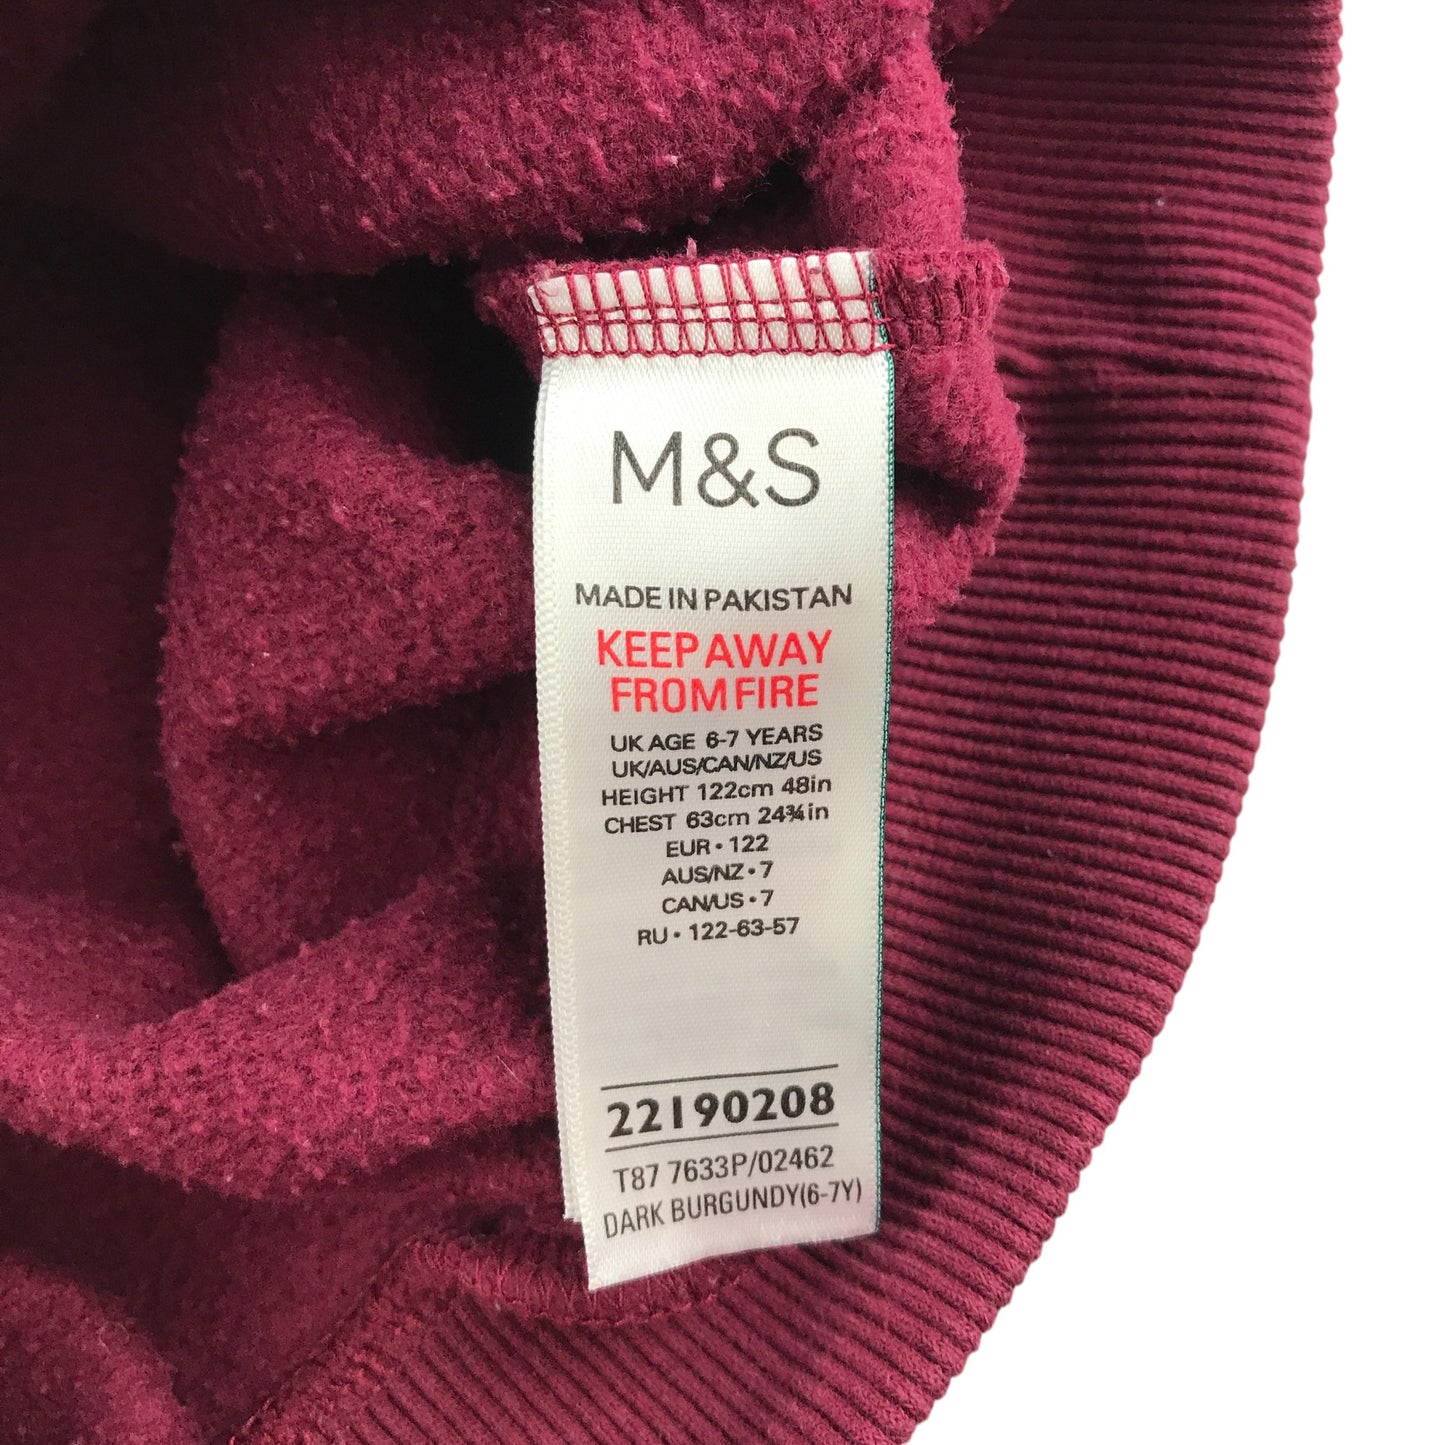 M&S
MADE IN PAKISTAN
KEEP AWAY
FROM FIRE
UK AGE 6-7 YEARS
UK/AUS/CAN/NZ/US
HEIGHT 122cm 48in
CHEST 63cm 24¾in
EUR • 122
AUS/NZ • 7
CAN/US • 7
RU • 122-63-57
22190208
T87 7633P/02462
DARK BURGUNDY(6-7Y)